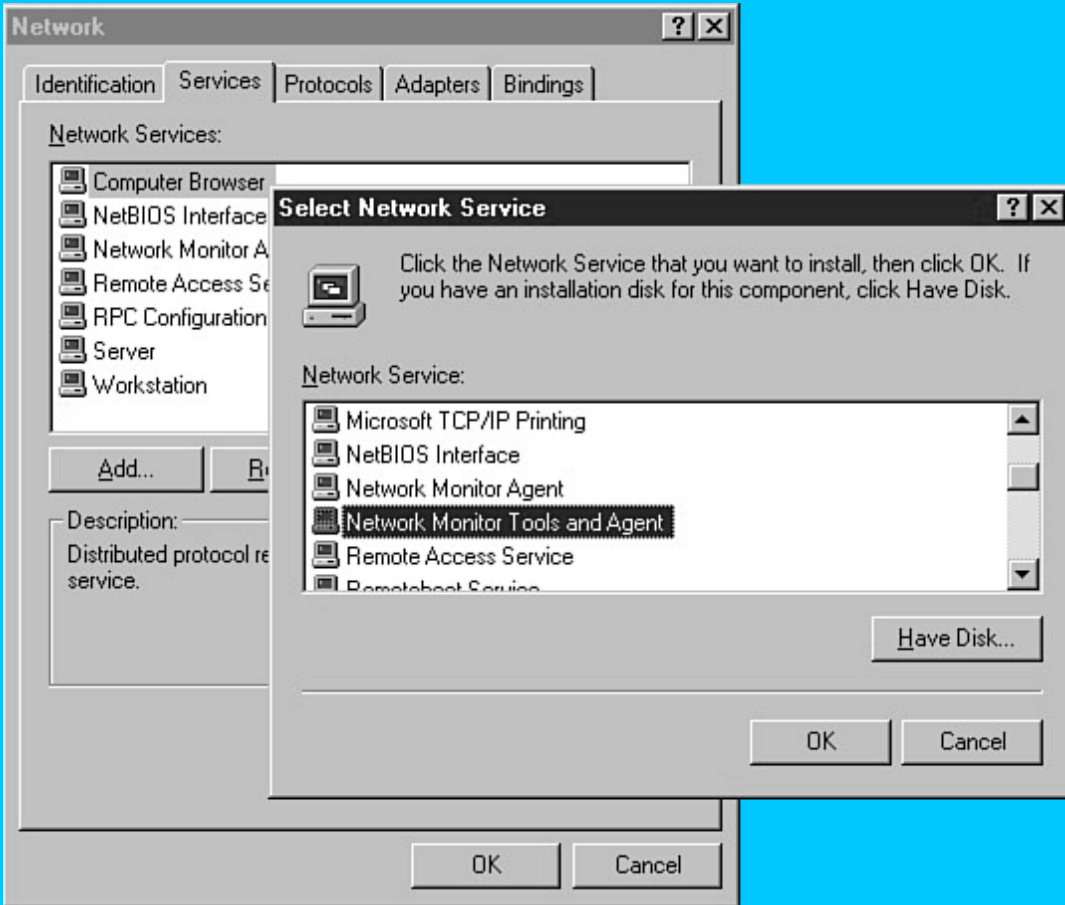 Network
Identification
Services
Protocols
Adapters
Bindings
Network Services:
Computer Browser
NetBIOS Interface
Network Monitor A
Remote Access Se
RPC Configuration
Server
Workstation
Add...
Description:
Distributed protocol re
service.
OK
Cancel
Select Network Service
Click the Network Service that you want to install, then click OK. If
you have an installation disk for this component, click Have Disk.
Network Service:
Microsoft TCP/IP Printing
NetBIOS Interface
Network Monitor Agent
Network Monitor Tools and Agent
Remote Access Service
Remoteboot Service
Have Disk...
OK
Cancel